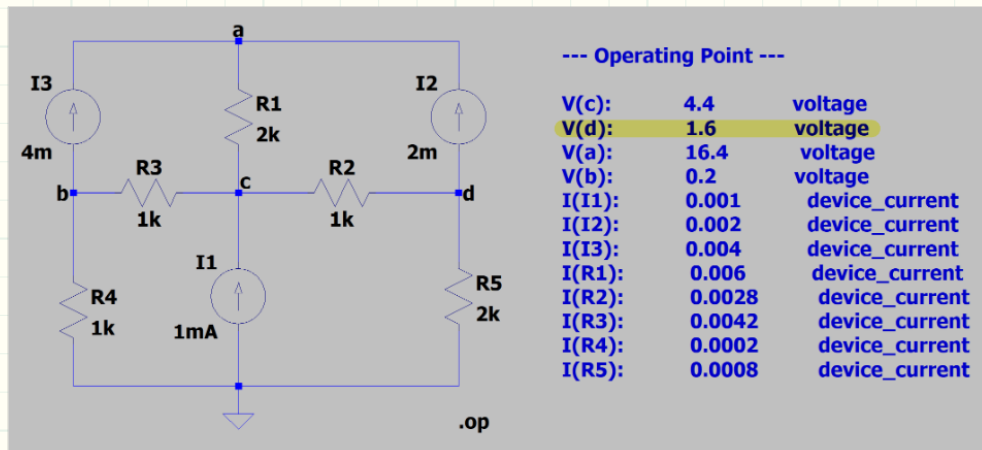 a
I3
4m
R1
2k
I2
2m
b
R3
1k
c
R2
1k
d
R4
1k
I1
1mA
R5
2k
.op
--- Operating Point ---
V(c): 4.4 voltage
V(d): 1.6 voltage
V(a): 16.4 voltage
V(b): 0.2 voltage
I(I1): 0.001 device_current
I(I2): 0.002 device_current
I(I3): 0.004 device_current
I(R1): 0.006 device_current
I(R2): 0.0028 device_current
I(R3): 0.0042 device_current
I(R4): 0.0002 device_current
I(R5): 0.0008 device_current